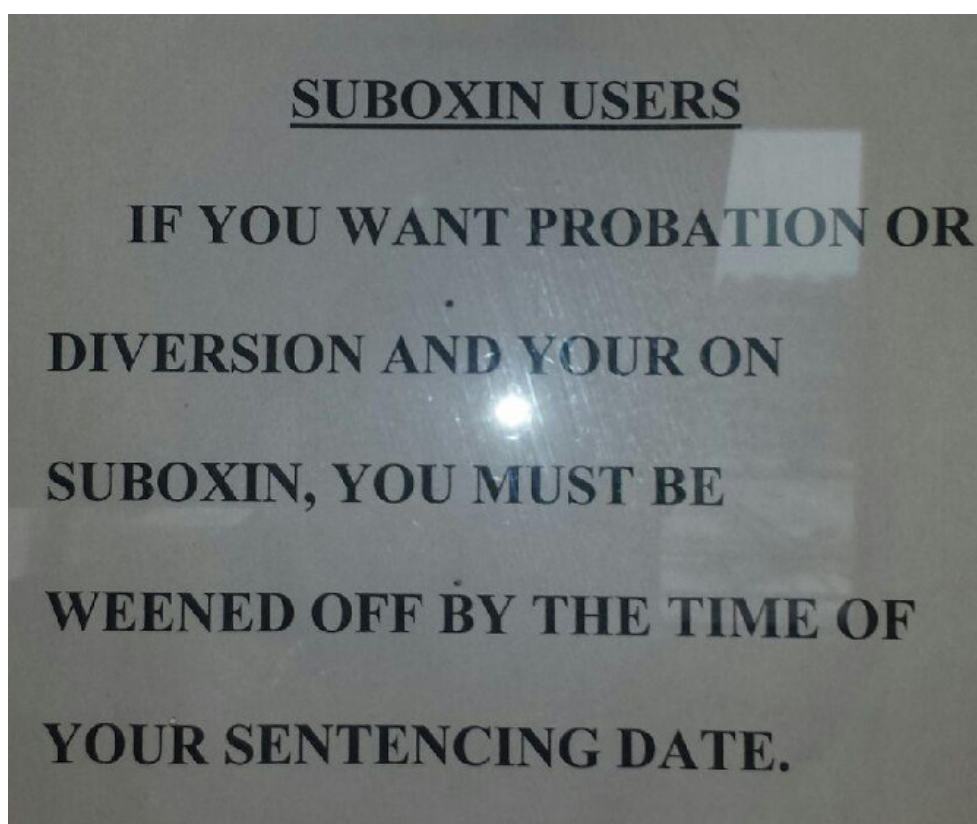 SUBOXIN USERS
IF YOU WANT PROBATION OR
DIVERSION AND YOUR ON
SUBOXIN, YOU MUST BE
WEENED OFF BY THE TIME OF
YOUR SENTENCING DATE.